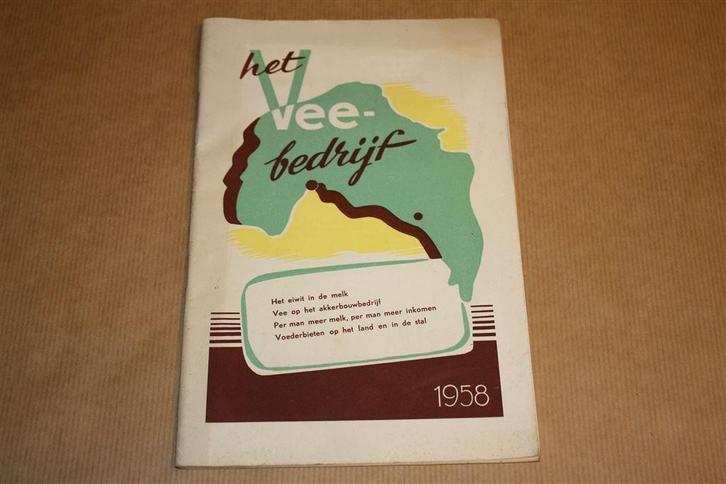 het
Vee-
bedrijf
Het eiwit in de melk
Vee op het akkerbouwbedrijf
Per man meer melk, per man meer inkomen
Voederbieten op het land en in de stal
1958